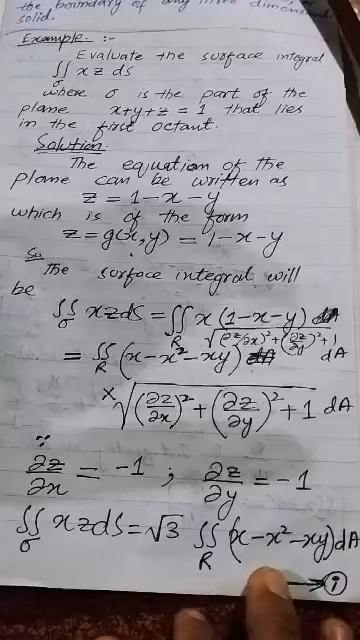 the boundary of any three dimensional
solid.
Example. :-
Evaluate the surface integral
∬σ xz ds
where σ is the part of the
plane x+y+z = 1 that lies
in the first octant.
Solution
The equation of the
plane can be written as
z = 1-x-y
which is of the form
z = g(x,y) = 1-x-y
So
The surface integral will
be
∬σ xzds = ∬R x(1-x-y)
√(∂z/∂x)²+(∂z/∂y)²+1
= ∬R (x-x²-xy) dA
× √((∂z/∂x)² + (∂z/∂y)² + 1) dA
∵
∂z/∂x = -1 ; ∂z/∂y = -1
∬σ xzds = √3 ∬R (x-x²-xy)dA
→ (i)